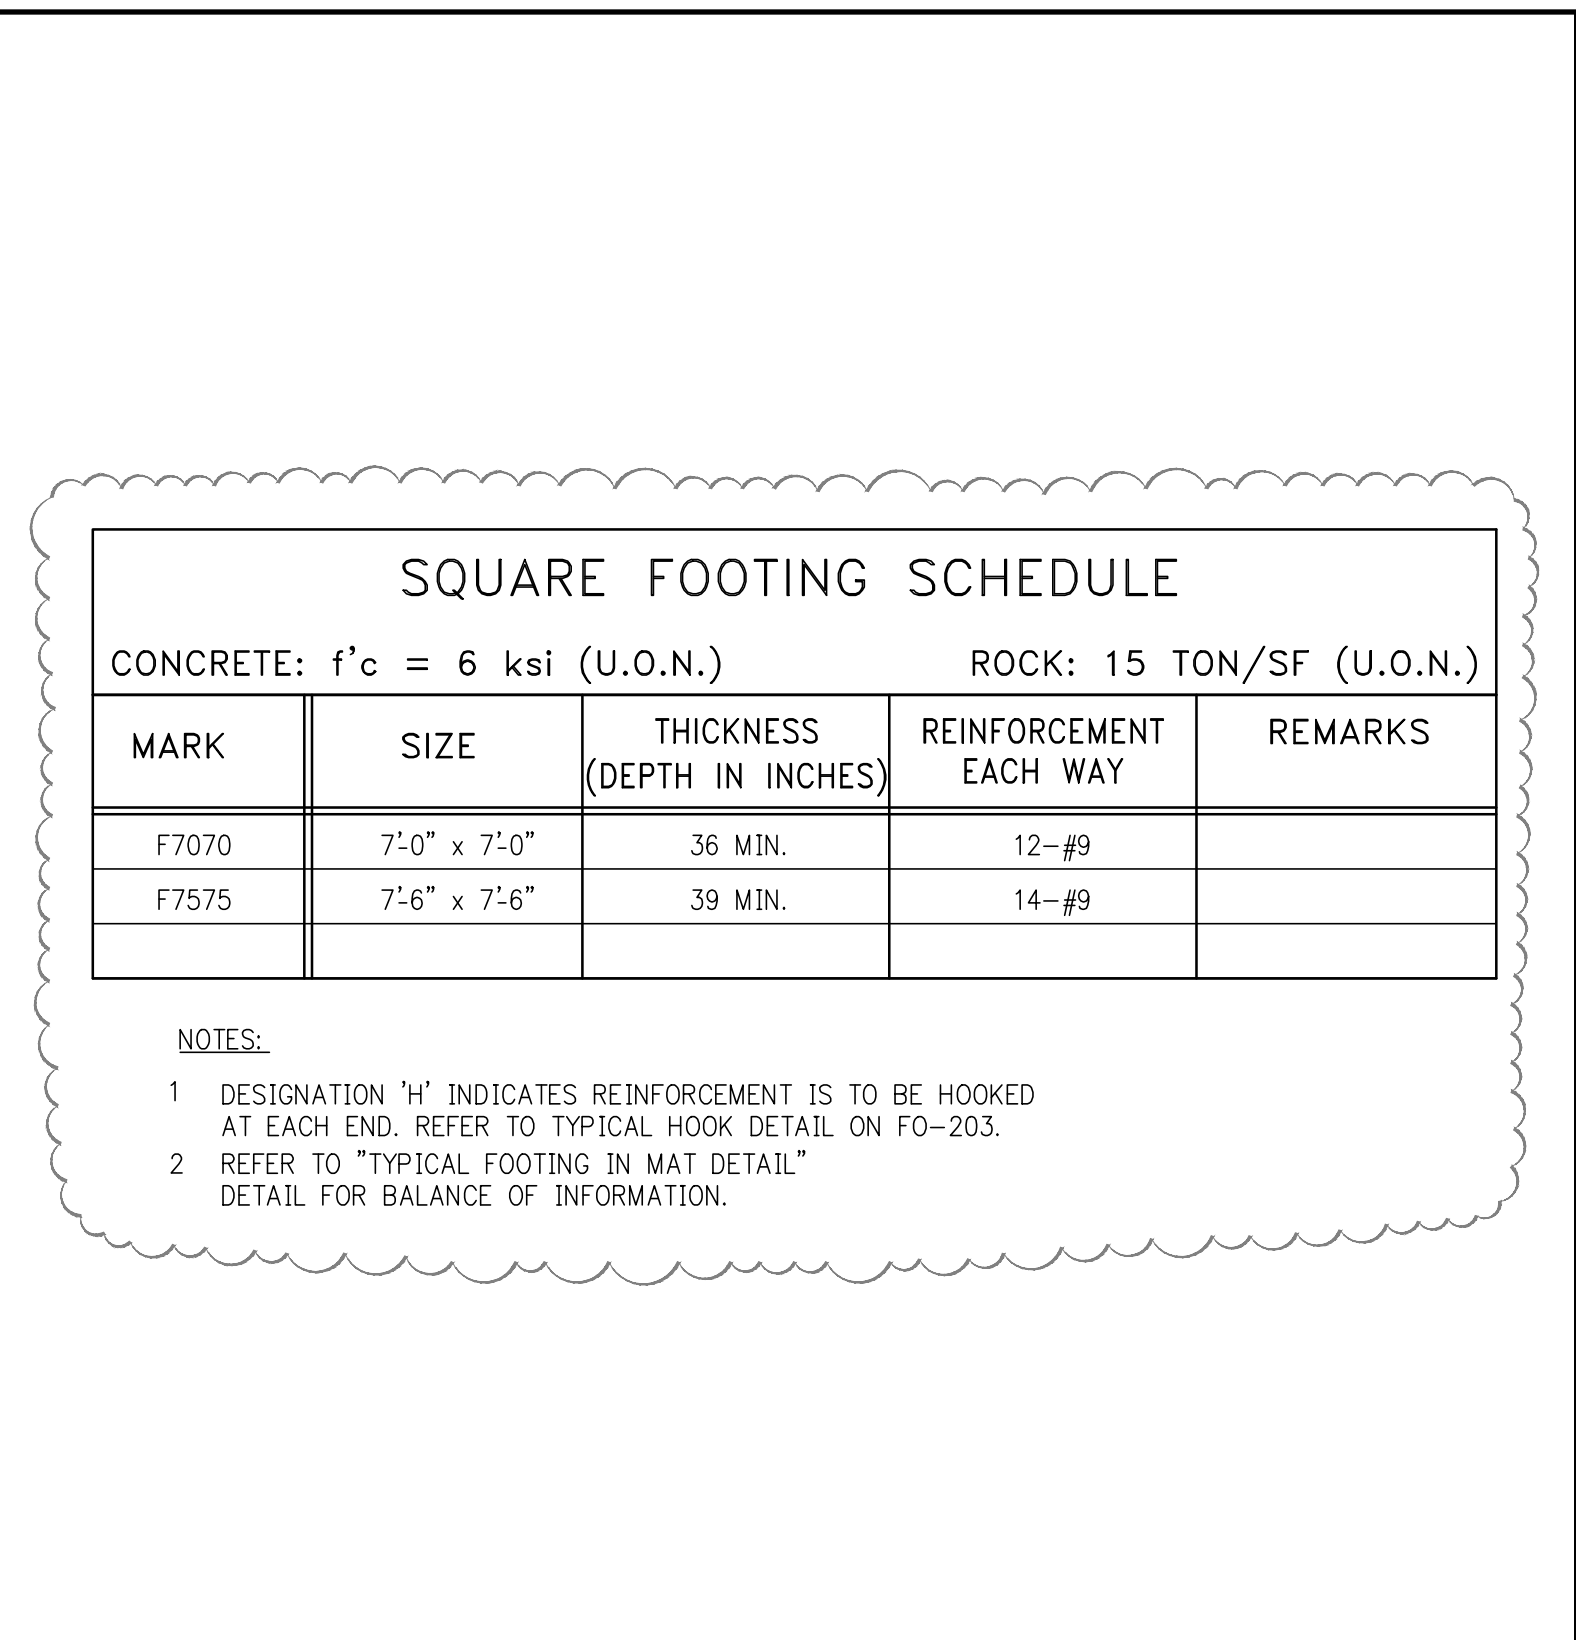 SQUARE FOOTING SCHEDULE
CONCRETE: f'c = 6 ksi (U.O.N.) ROCK: 15 TON/SF (U.O.N.)
MARK SIZE THICKNESS (DEPTH IN INCHES) REINFORCEMENT EACH WAY REMARKS
F7070 7'-0" x 7'-0" 36 MIN. 12-#9
F7575 7'-6" x 7'-6" 39 MIN. 14-#9
NOTES:
1 DESIGNATION 'H' INDICATES REINFORCEMENT IS TO BE HOOKED
AT EACH END. REFER TO TYPICAL HOOK DETAIL ON FO-203.
2 REFER TO "TYPICAL FOOTING IN MAT DETAIL"
DETAIL FOR BALANCE OF INFORMATION.